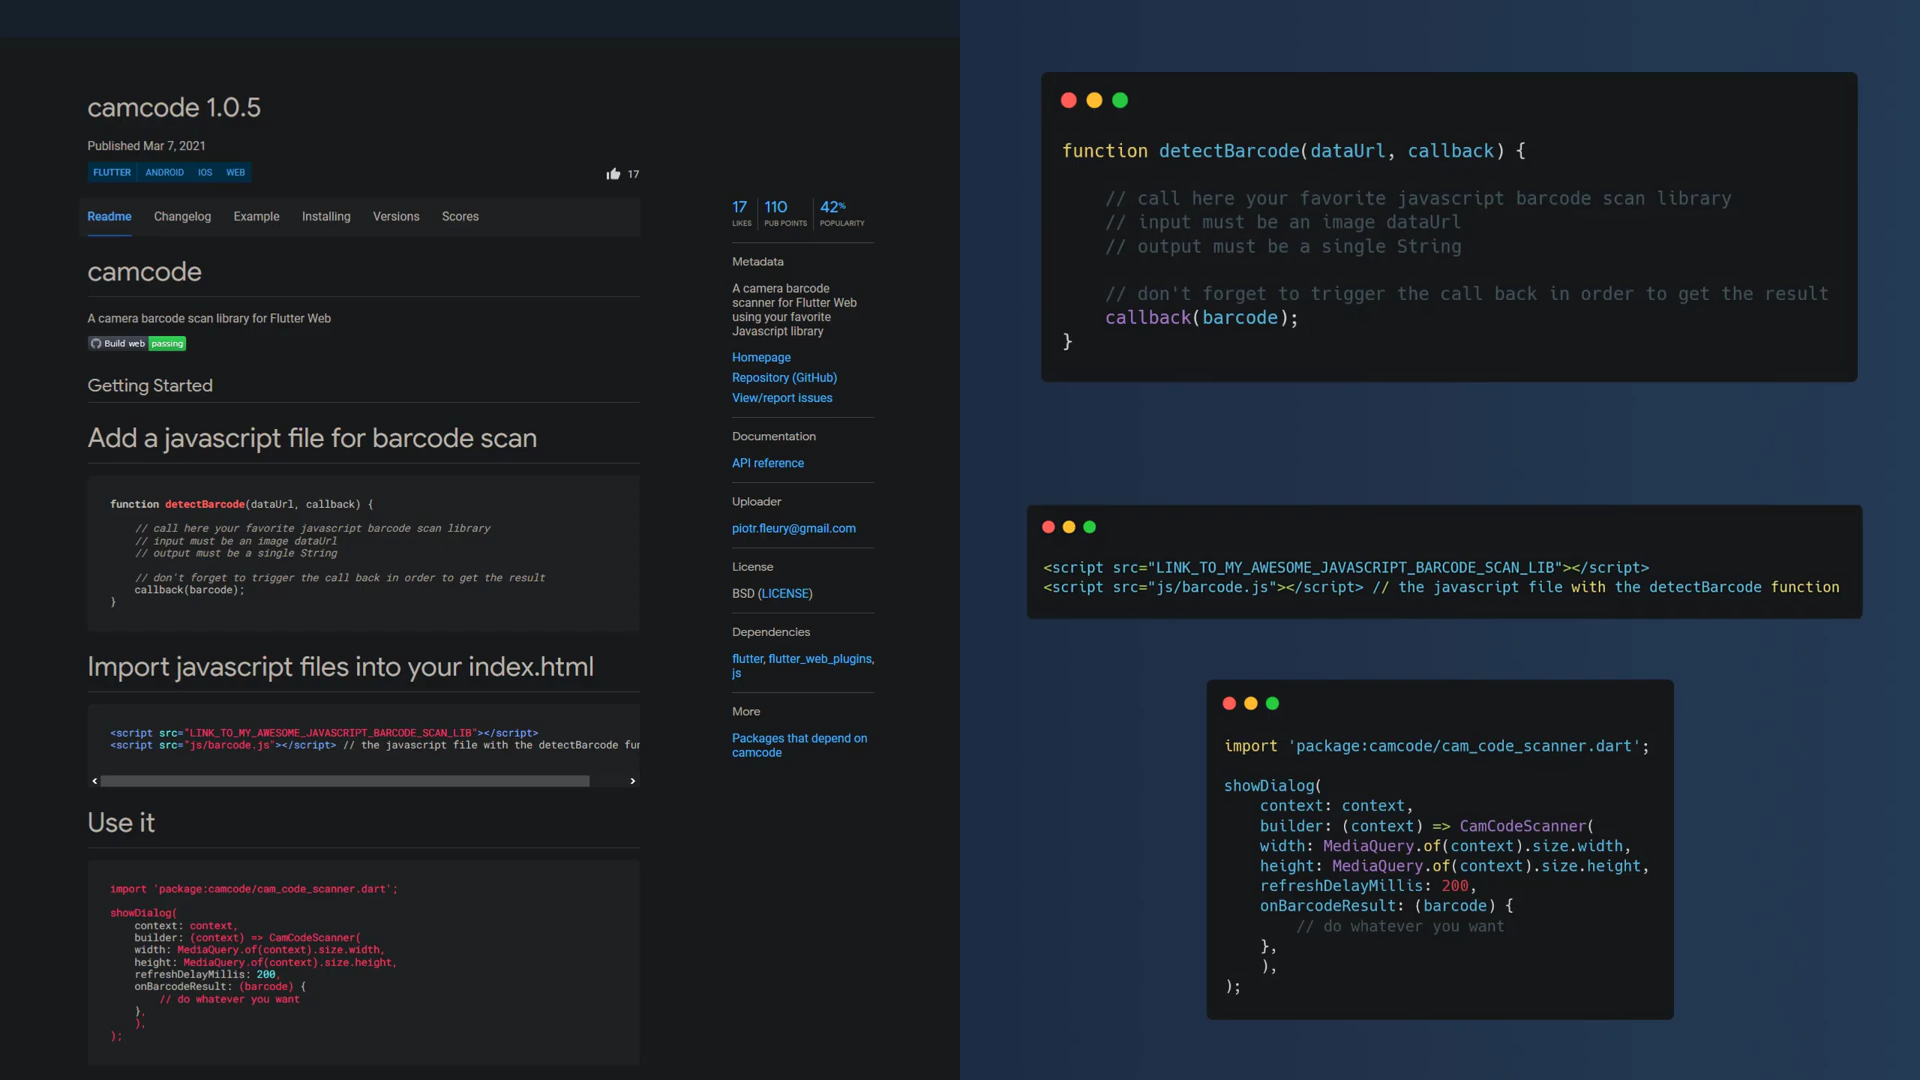 camcode 1.0.5
Published Mar 7, 2021
FLUTTER ANDROID IOS WEB
17
Readme Changelog Example Installing Versions Scores
camcode
A camera barcode scan library for Flutter Web
Build web passing
Getting Started
Add a javascript file for barcode scan
function detectBarcode(dataUrl, callback) {
// call here your favorite javascript barcode scan library
// input must be an image dataUrl
// output must be a single String
// don't forget to trigger the call back in order to get the result
callback(barcode);
}
Import javascript files into your index.html
<script src="LINK_TO_MY_AWESOME_JAVASCRIPT_BARCODE_SCAN_LIB"></script>
<script src="js/barcode.js"></script> // the javascript file with the detectBarcode fun
Use it
import 'package:camcode/cam_code_scanner.dart';
showDialog(
context: context,
builder: (context) => CamCodeScanner(
width: MediaQuery.of(context).size.width,
height: MediaQuery.of(context).size.height,
refreshDelayMillis: 200,
onBarcodeResult: (barcode) {
// do whatever you want
},
),
);
17 110 42%
LIKES PUB POINTS POPULARITY
Metadata
A camera barcode
scanner for Flutter Web
using your favorite
Javascript library
Homepage
Repository (GitHub)
View/report issues
Documentation
API reference
Uploader
piotr.fleury@gmail.com
License
BSD (LICENSE)
Dependencies
flutter, flutter_web_plugins,
js
More
Packages that depend on
camcode
function detectBarcode(dataUrl, callback) {
// call here your favorite javascript barcode scan library
// input must be an image dataUrl
// output must be a single String
// don't forget to trigger the call back in order to get the result
callback(barcode);
}
<script src="LINK_TO_MY_AWESOME_JAVASCRIPT_BARCODE_SCAN_LIB"></script>
<script src="js/barcode.js"></script> // the javascript file with the detectBarcode function
import 'package:camcode/cam_code_scanner.dart';
showDialog(
context: context,
builder: (context) => CamCodeScanner(
width: MediaQuery.of(context).size.width,
height: MediaQuery.of(context).size.height,
refreshDelayMillis: 200,
onBarcodeResult: (barcode) {
// do whatever you want
},
),
);